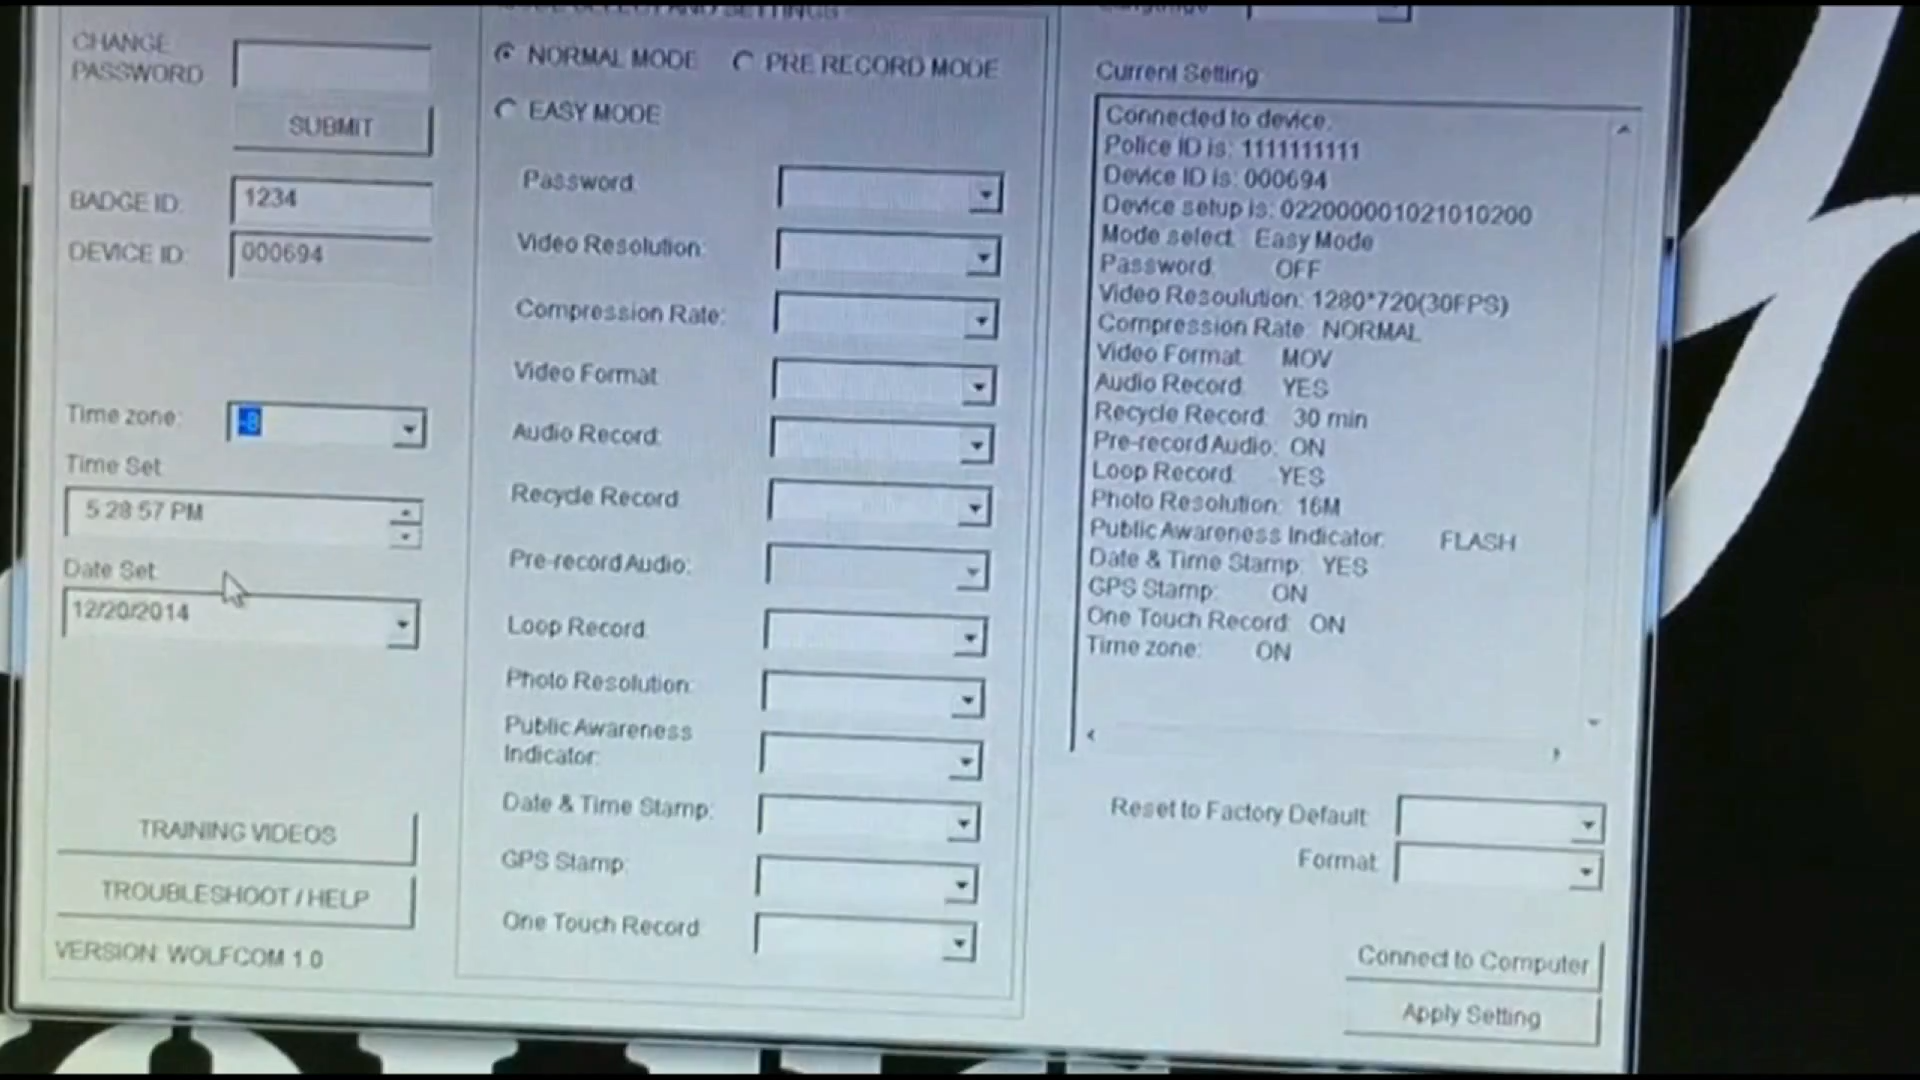 CHANGE
PASSWORD
SUBMIT
BADGE ID: 1234
DEVICE ID: 000694
Time zone: -8
Time Set:
5:28:57 PM
Date Set:
12/20/2014
TRAINING VIDEOS
TROUBLESHOOT / HELP
VERSION: WOLFCOM 1.0
NORMAL MODE PRE RECORD MODE
EASY MODE
Password:
Video Resolution:
Compression Rate:
Video Format:
Audio Record:
Recycle Record:
Pre-record Audio:
Loop Record:
Photo Resolution:
Public Awareness
Indicator:
Date & Time Stamp:
GPS Stamp:
One Touch Record:
Current Setting
Connected to device.
Police ID is: 1111111111
Device ID is: 000694
Device setup is: 0220000001021010200
Mode select: Easy Mode
Password: OFF
Video Resoulution: 1280*720(30FPS)
Compression Rate: NORMAL
Video Format: MOV
Audio Record: YES
Recycle Record: 30 min
Pre-record Audio: ON
Loop Record: YES
Photo Resolution: 16M
Public Awareness Indicator: FLASH
Date & Time Stamp: YES
GPS Stamp: ON
One Touch Record: ON
Time zone: ON
Reset to Factory Default:
Format:
Connect to Computer
Apply Setting